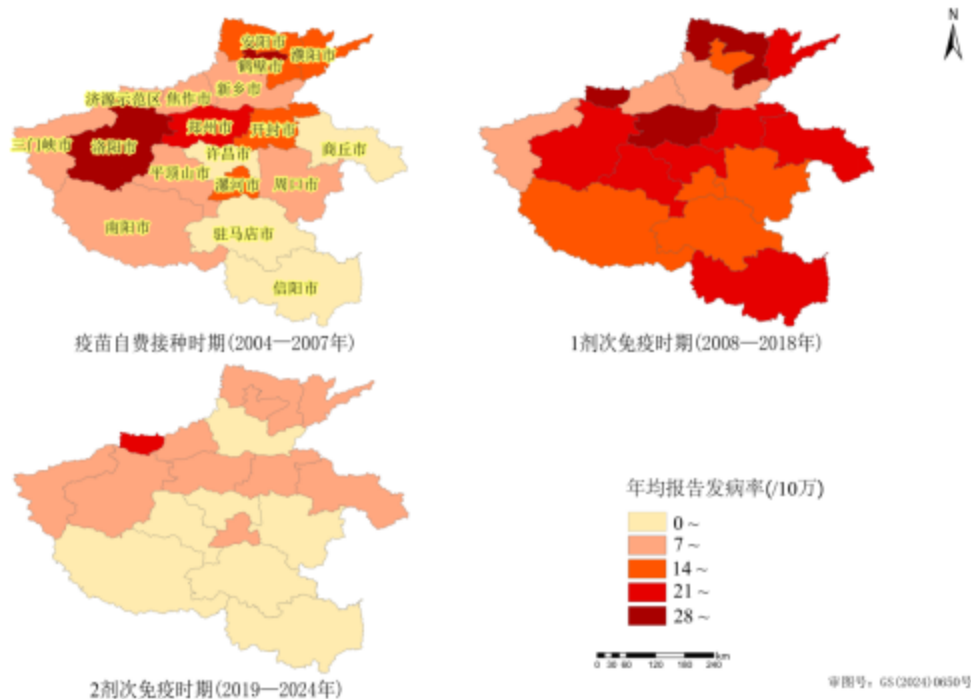 N
安阳市
濮阳市
鹤壁市
新乡市
济源示范区 焦作市
三门峡市
洛阳市
郑州市
开封市
许昌市
商丘市
平顶山市
漯河市
周口市
南阳市
驻马店市
信阳市
疫苗自费接种时期(2004—2007年)
1剂次免疫时期(2008—2018年)
年均报告发病率(/10万)
0 ~
7 ~
14 ~
21 ~
28 ~
0 30 60 120 180 240 km
2剂次免疫时期(2019—2024年)
审图号: GS(2024)0650号